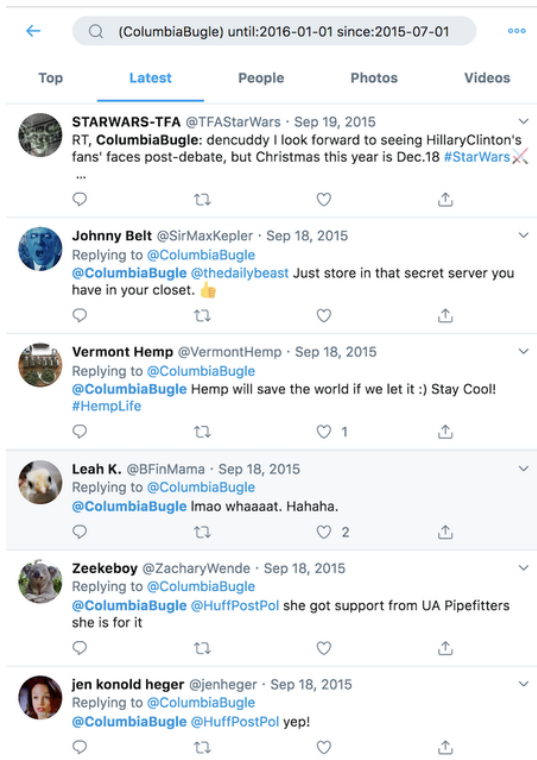 (ColumbiaBugle) until:2016-01-01 since:2015-07-01
Top Latest People Photos Videos
STARWARS-TFA @TFAStarWars · Sep 19, 2015
RT, ColumbiaBugle: dencuddy I look forward to seeing HillaryClinton's
fans' faces post-debate, but Christmas this year is Dec.18 #StarWars⚔️
...
Johnny Belt @SirMaxKepler · Sep 18, 2015
Replying to @ColumbiaBugle
@ColumbiaBugle @thedailybeast Just store in that secret server you
have in your closet. 👍
Vermont Hemp @VermontHemp · Sep 18, 2015
Replying to @ColumbiaBugle
@ColumbiaBugle Hemp will save the world if we let it :) Stay Cool!
#HempLife
1
Leah K. @BFinMama · Sep 18, 2015
Replying to @ColumbiaBugle
@ColumbiaBugle lmao whaaaat. Hahaha.
2
Zeekeboy @ZacharyWende · Sep 18, 2015
Replying to @ColumbiaBugle
@ColumbiaBugle @HuffPostPol she got support from UA Pipefitters
she is for it
jen konold heger @jenheger · Sep 18, 2015
Replying to @ColumbiaBugle
@ColumbiaBugle @HuffPostPol yep!